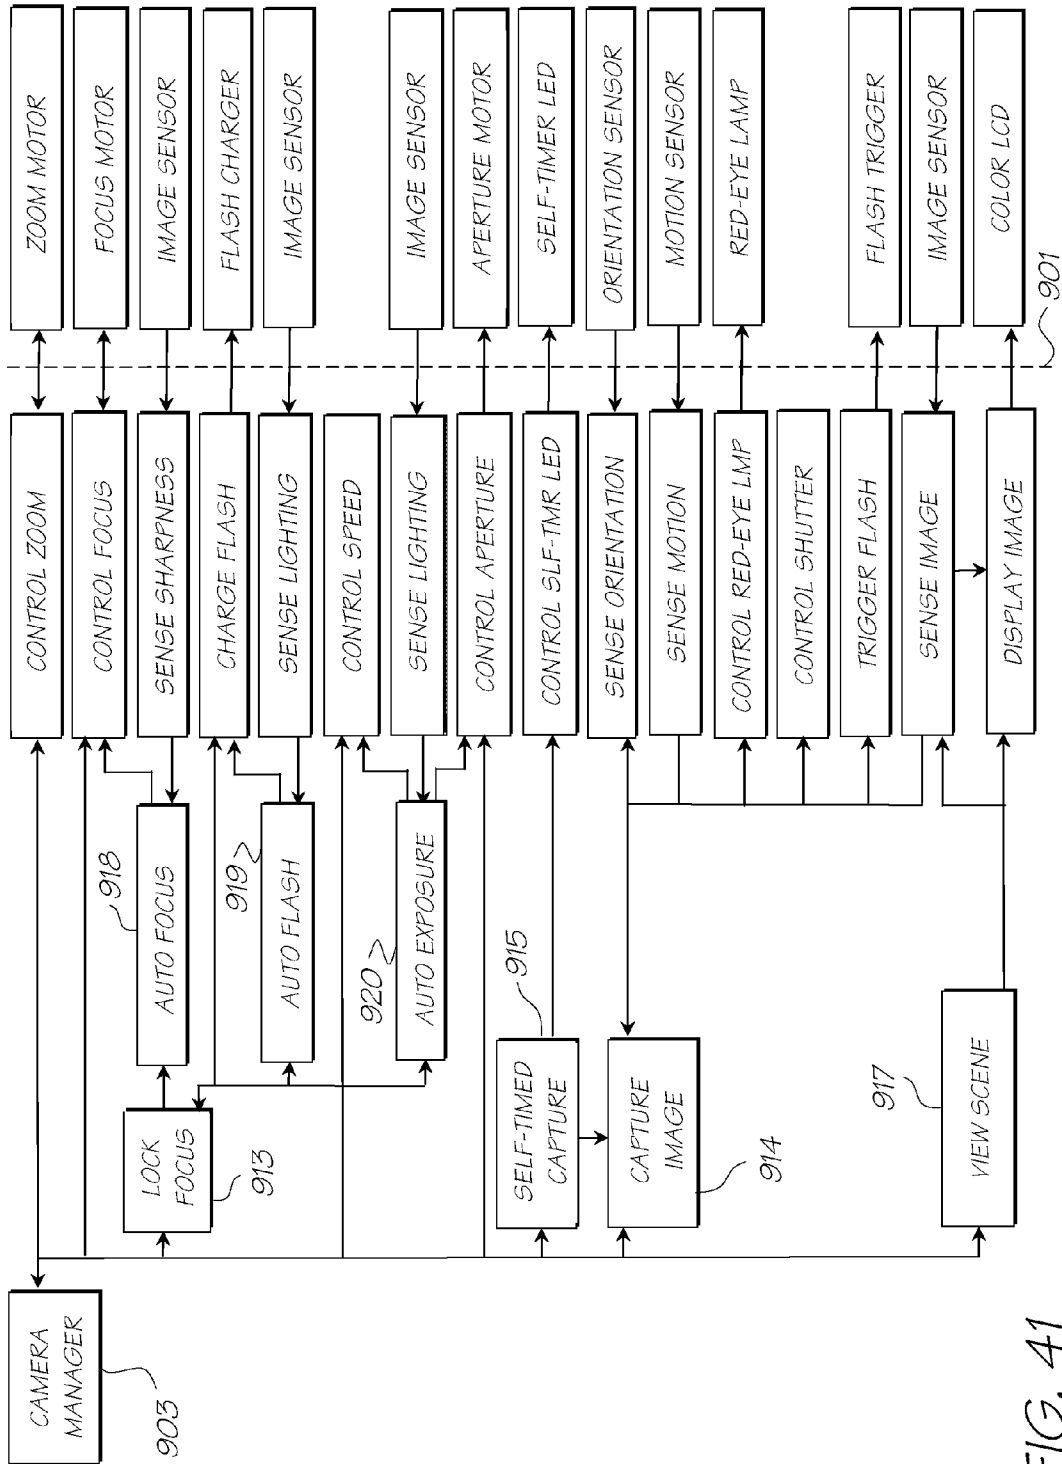 CAMERA
MANAGER
903
LOCK
FOCUS
913
AUTO FOCUS
918
AUTO FLASH
919
AUTO EXPOSURE
920
SELF-TIMED
CAPTURE
915
CAPTURE
IMAGE
914
VIEW SCENE
917
CONTROL ZOOM
CONTROL FOCUS
SENSE SHARPNESS
CHARGE FLASH
SENSE LIGHTING
CONTROL SPEED
SENSE LIGHTING
CONTROL APERTURE
CONTROL SLF-TMR LED
SENSE ORIENTATION
SENSE MOTION
CONTROL RED-EYE LMP
CONTROL SHUTTER
TRIGGER FLASH
SENSE IMAGE
DISPLAY IMAGE
ZOOM MOTOR
FOCUS MOTOR
IMAGE SENSOR
FLASH CHARGER
IMAGE SENSOR
IMAGE SENSOR
APERTURE MOTOR
SELF-TIMER LED
ORIENTATION SENSOR
MOTION SENSOR
RED-EYE LAMP
FLASH TRIGGER
IMAGE SENSOR
COLOR LCD
901
FIG. 41